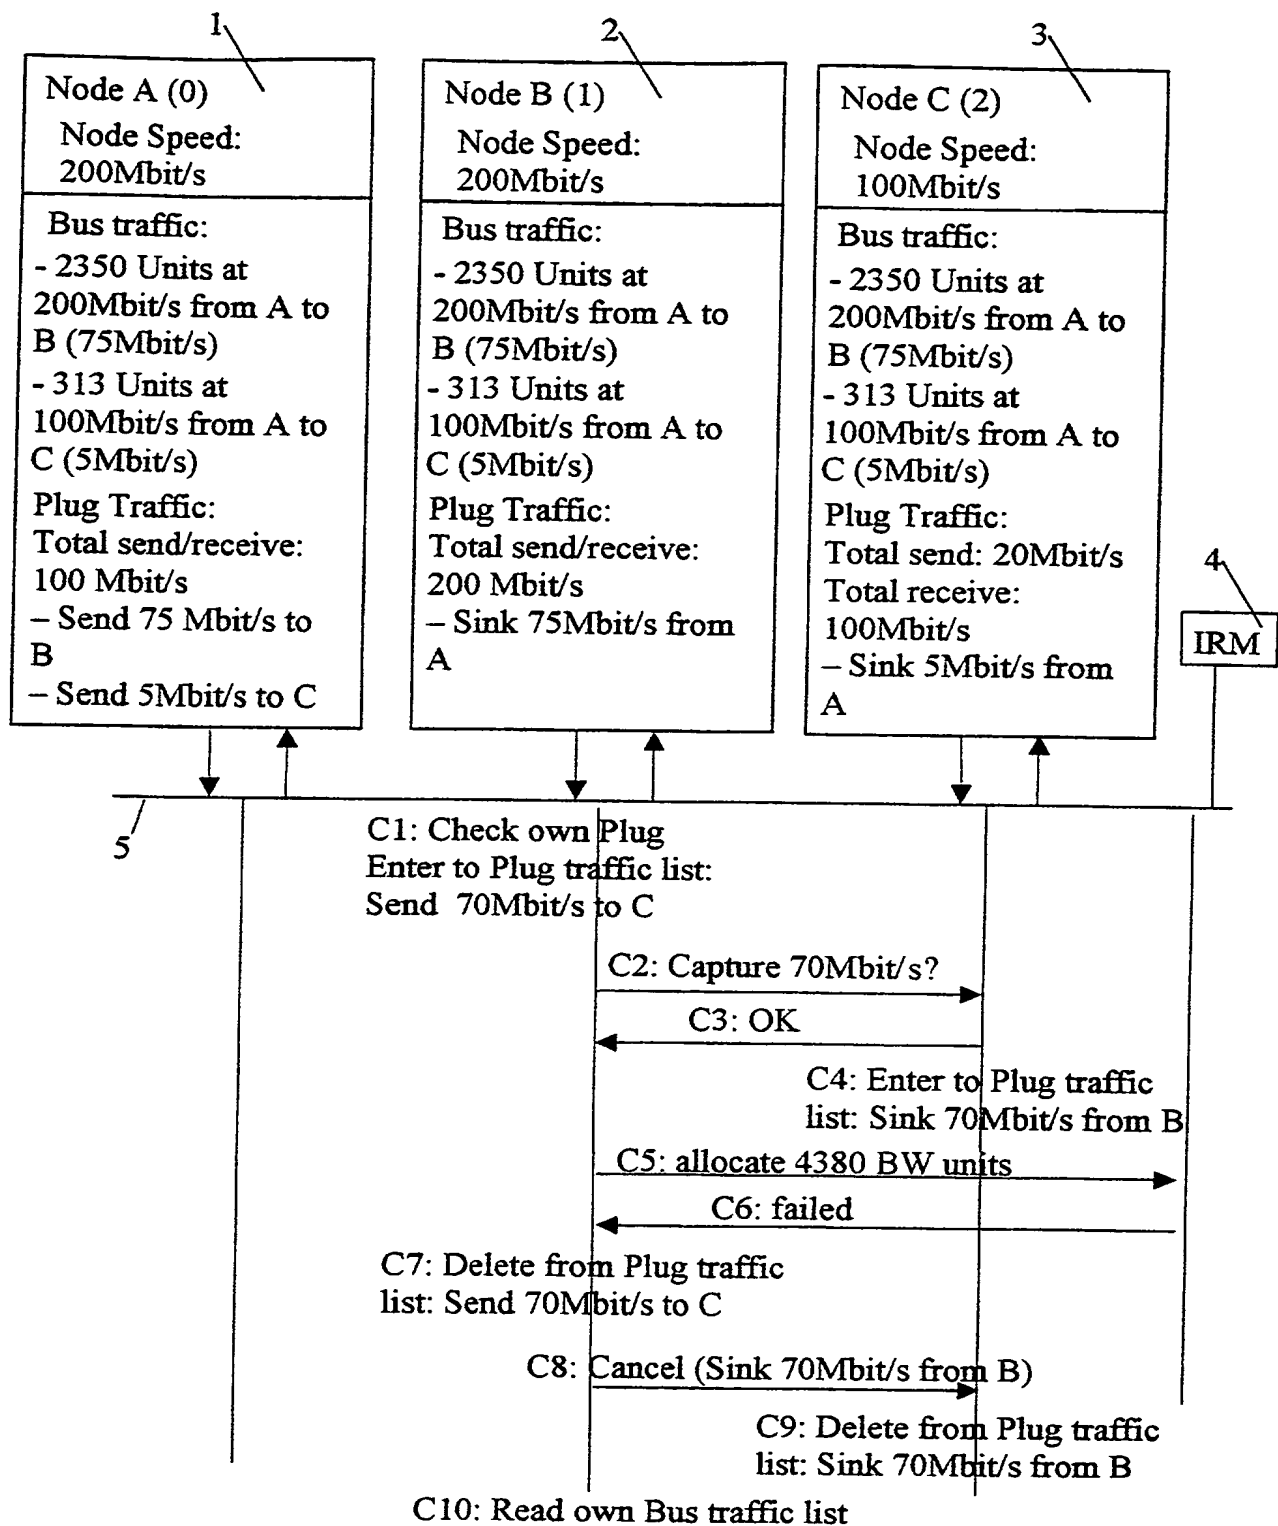 1
2
3
Node A (0)
Node Speed:
200Mbit/s
Bus traffic:
- 2350 Units at
200Mbit/s from A to
B (75Mbit/s)
- 313 Units at
100Mbit/s from A to
C (5Mbit/s)
Plug Traffic:
Total send/receive:
100 Mbit/s
– Send 75 Mbit/s to
B
– Send 5Mbit/s to C
Node B (1)
Node Speed:
200Mbit/s
Bus traffic:
- 2350 Units at
200Mbit/s from A to
B (75Mbit/s)
- 313 Units at
100Mbit/s from A to
C (5Mbit/s)
Plug Traffic:
Total send/receive:
200 Mbit/s
– Sink 75Mbit/s from
A
Node C (2)
Node Speed:
100Mbit/s
Bus traffic:
- 2350 Units at
200Mbit/s from A to
B (75Mbit/s)
- 313 Units at
100Mbit/s from A to
C (5Mbit/s)
Plug Traffic:
Total send: 20Mbit/s
Total receive:
100Mbit/s
– Sink 5Mbit/s from
A
4
IRM
5
C1: Check own Plug
Enter to Plug traffic list:
Send 70Mbit/s to C
C2: Capture 70Mbit/s?
C3: OK
C4: Enter to Plug traffic
list: Sink 70Mbit/s from B
C5: allocate 4380 BW units
C6: failed
C7: Delete from Plug traffic
list: Send 70Mbit/s to C
C8: Cancel (Sink 70Mbit/s from B)
C9: Delete from Plug traffic
list: Sink 70Mbit/s from B
C10: Read own Bus traffic list